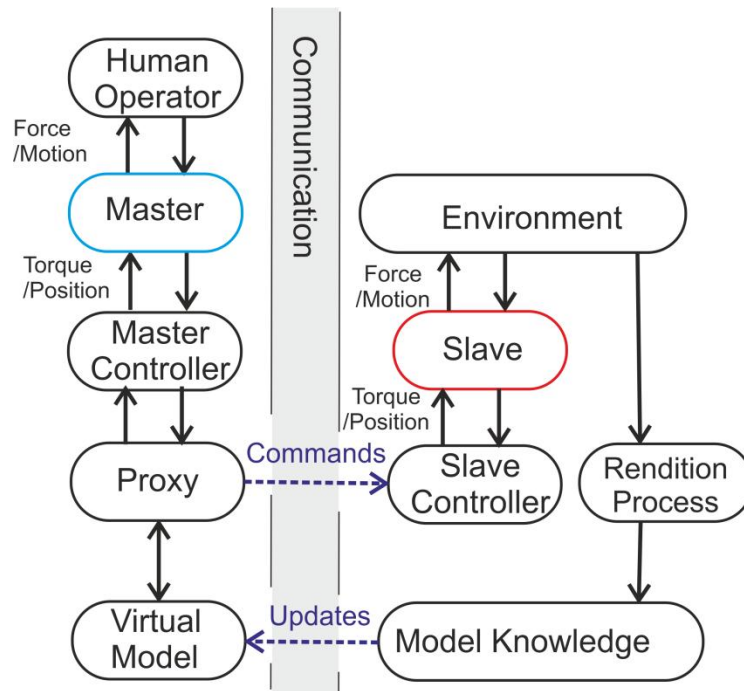 Human
Operator
Force
/Motion
Master
Torque
/Position
Master
Controller
Proxy
Virtual
Model
Communication
Commands
Updates
Environment
Force
/Motion
Slave
Torque
/Position
Slave
Controller
Rendition
Process
Model Knowledge